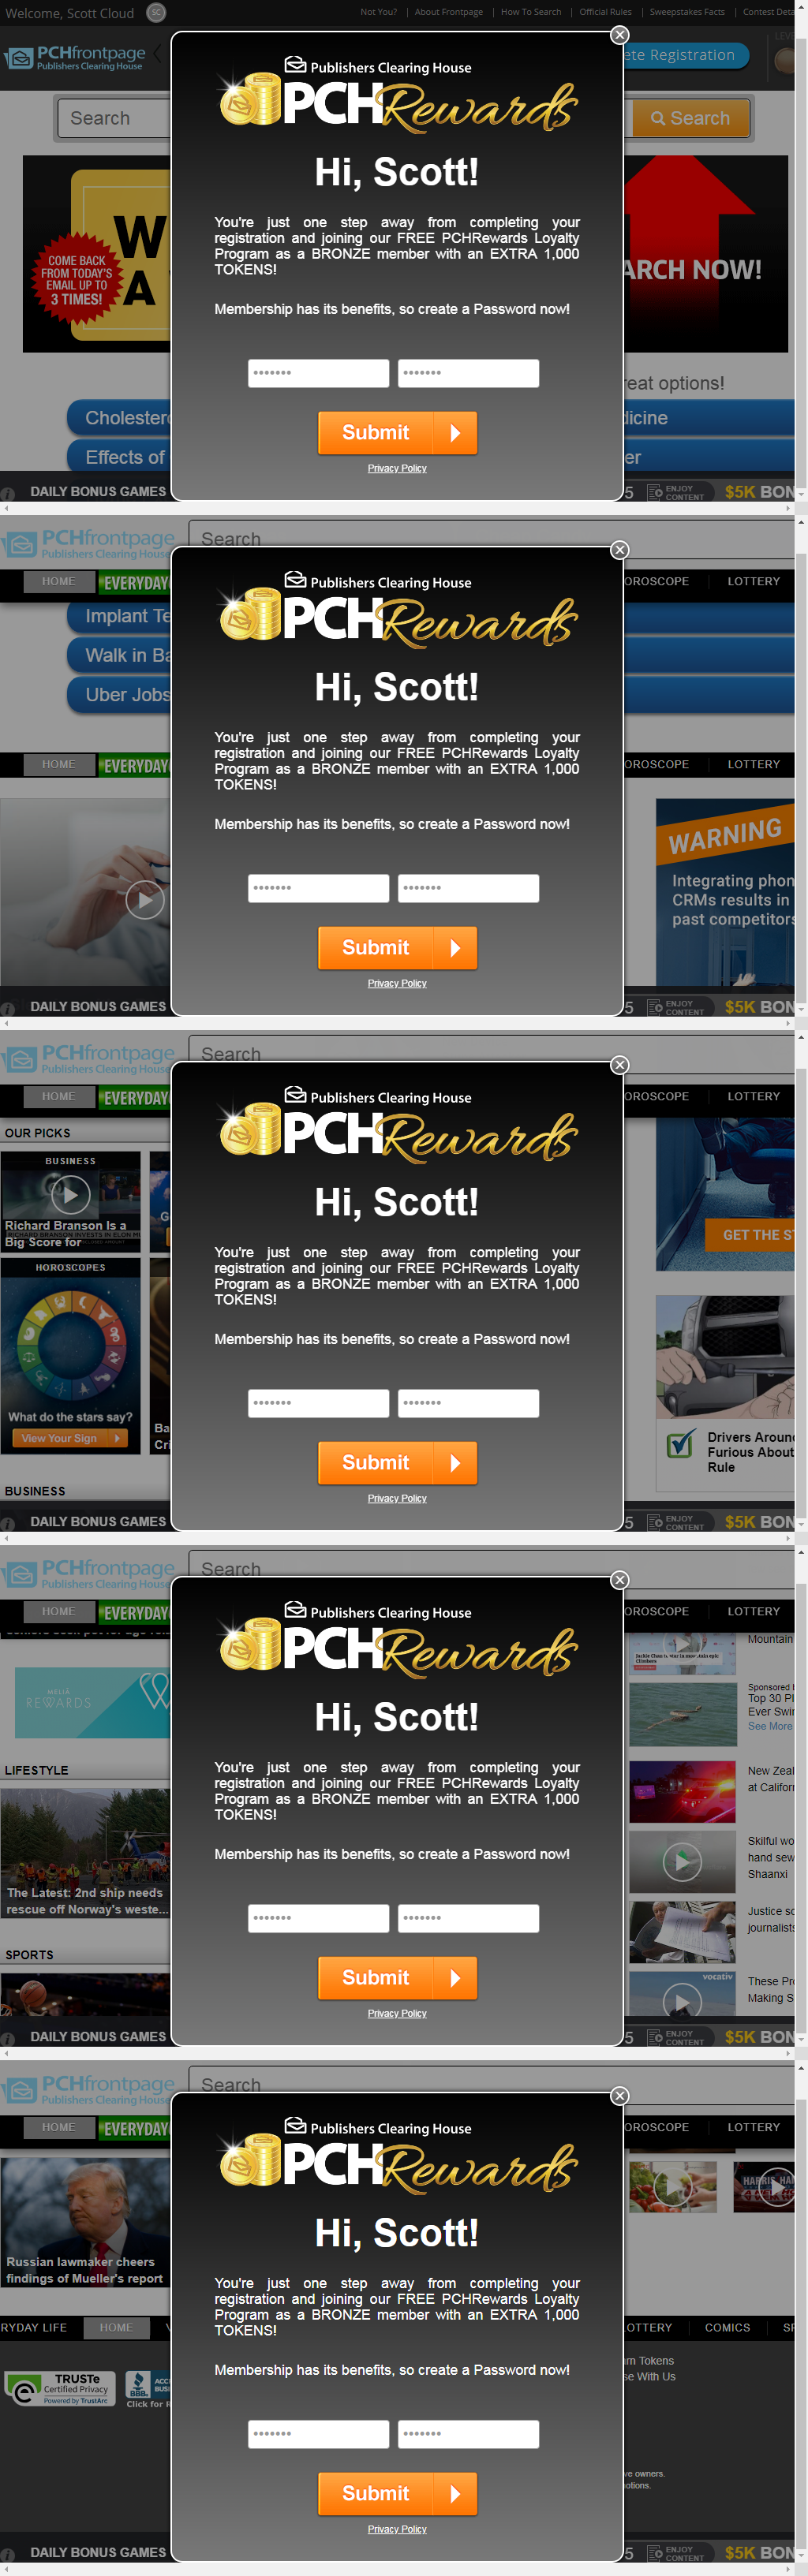 Welcome, Scott Cloud
SC
Not You?
About Frontpage
How To Search
Official Rules
Sweepstakes Facts
Contest Deta
PCHfrontpage
Publishers Clearing House
ete Registration
LEVE
Search
Search
COME BACK
FROM TODAY'S
EMAIL UP TO
3 TIMES!
W
A
ARCH NOW!
Publishers Clearing House
PCHRewards
Hi, Scott!
You're just one step away from completing your
registration and joining our FREE PCHRewards Loyalty
Program as a BRONZE member with an EXTRA 1,000
TOKENS!
Membership has its benefits, so create a Password now!
Submit
Privacy Policy
reat options!
Cholestero
dicine
Effects of
er
DAILY BONUS GAMES
5
ENJOY
CONTENT
$5K BON
PCHfrontpage
Publishers Clearing House
Search
HOME
EVERYDAY
OROSCOPE
LOTTERY
Implant Te
Walk in Ba
Uber Jobs
HOME
EVERYDAY
OROSCOPE
LOTTERY
Publishers Clearing House
PCHRewards
Hi, Scott!
You're just one step away from completing your
registration and joining our FREE PCHRewards Loyalty
Program as a BRONZE member with an EXTRA 1,000
TOKENS!
Membership has its benefits, so create a Password now!
Submit
Privacy Policy
WARNING
Integrating phon
CRMs results in
past competitors
DAILY BONUS GAMES
5
ENJOY
CONTENT
$5K BON
PCHfrontpage
Publishers Clearing House
Search
HOME
EVERYDAY
OROSCOPE
LOTTERY
OUR PICKS
BUSINESS
Richard Branson Is a
Big Score for
G
HOROSCOPES
What do the stars say?
View Your Sign
Ba
Cri
BUSINESS
Publishers Clearing House
PCHRewards
Hi, Scott!
You're just one step away from completing your
registration and joining our FREE PCHRewards Loyalty
Program as a BRONZE member with an EXTRA 1,000
TOKENS!
Membership has its benefits, so create a Password now!
Submit
Privacy Policy
GET THE ST
Drivers Aroun
Furious About
Rule
DAILY BONUS GAMES
5
ENJOY
CONTENT
$5K BON
PCHfrontpage
Publishers Clearing House
Search
HOME
EVERYDAY
OROSCOPE
LOTTERY
MELIÁ
REWARDS
LIFESTYLE
The Latest: 2nd ship needs
rescue off Norway's weste...
SPORTS
Publishers Clearing House
PCHRewards
Hi, Scott!
You're just one step away from completing your
registration and joining our FREE PCHRewards Loyalty
Program as a BRONZE member with an EXTRA 1,000
TOKENS!
Membership has its benefits, so create a Password now!
Submit
Privacy Policy
Mountain
Sponsored b
Top 30 Pl
Ever Swi
See More
New Zeal
at Califor
Skilful wo
hand sew
Shaanxi
Justice so
journalists
vocativ
These Pro
Making S
DAILY BONUS GAMES
5
ENJOY
CONTENT
$5K BON
PCHfrontpage
Publishers Clearing House
Search
HOME
EVERYDAY
OROSCOPE
LOTTERY
Russian lawmaker cheers
findings of Mueller's report
Publishers Clearing House
PCHRewards
Hi, Scott!
You're just one step away from completing your
registration and joining our FREE PCHRewards Loyalty
Program as a BRONZE member with an EXTRA 1,000
TOKENS!
Membership has its benefits, so create a Password now!
Submit
Privacy Policy
RYDAY LIFE
HOME
LOTTERY
COMICS
SP
TRUSTe
Certified Privacy
Powered by TrustArc
BBB
ACC
BUS
Click for R
rn Tokens
se With Us
ve owners.
otions.
DAILY BONUS GAMES
5
ENJOY
CONTENT
$5K BON